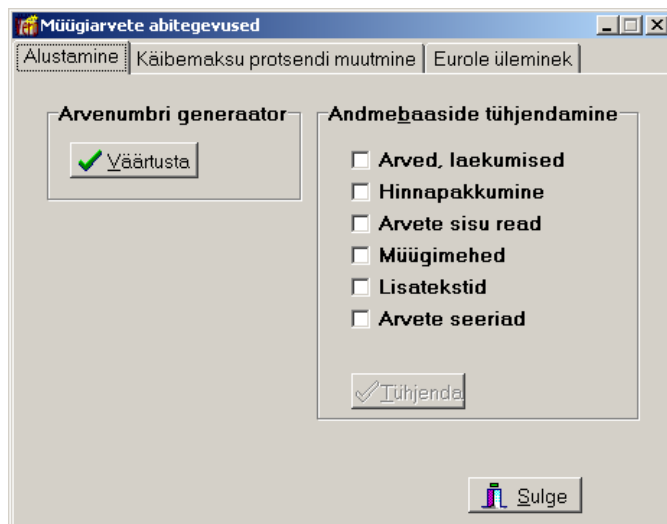 Müügiarvete abitegevused
Alustamine
Käibemaksu protsendi muutmine
Eurole üleminek
Arvenumbri generaator
Väärtusta
Andmebaaside tühjendamine
Arved, laekumised
Hinnapakkumine
Arvete sisu read
Müügimehed
Lisatekstid
Arvete seeriad
Tühjenda
Sulge